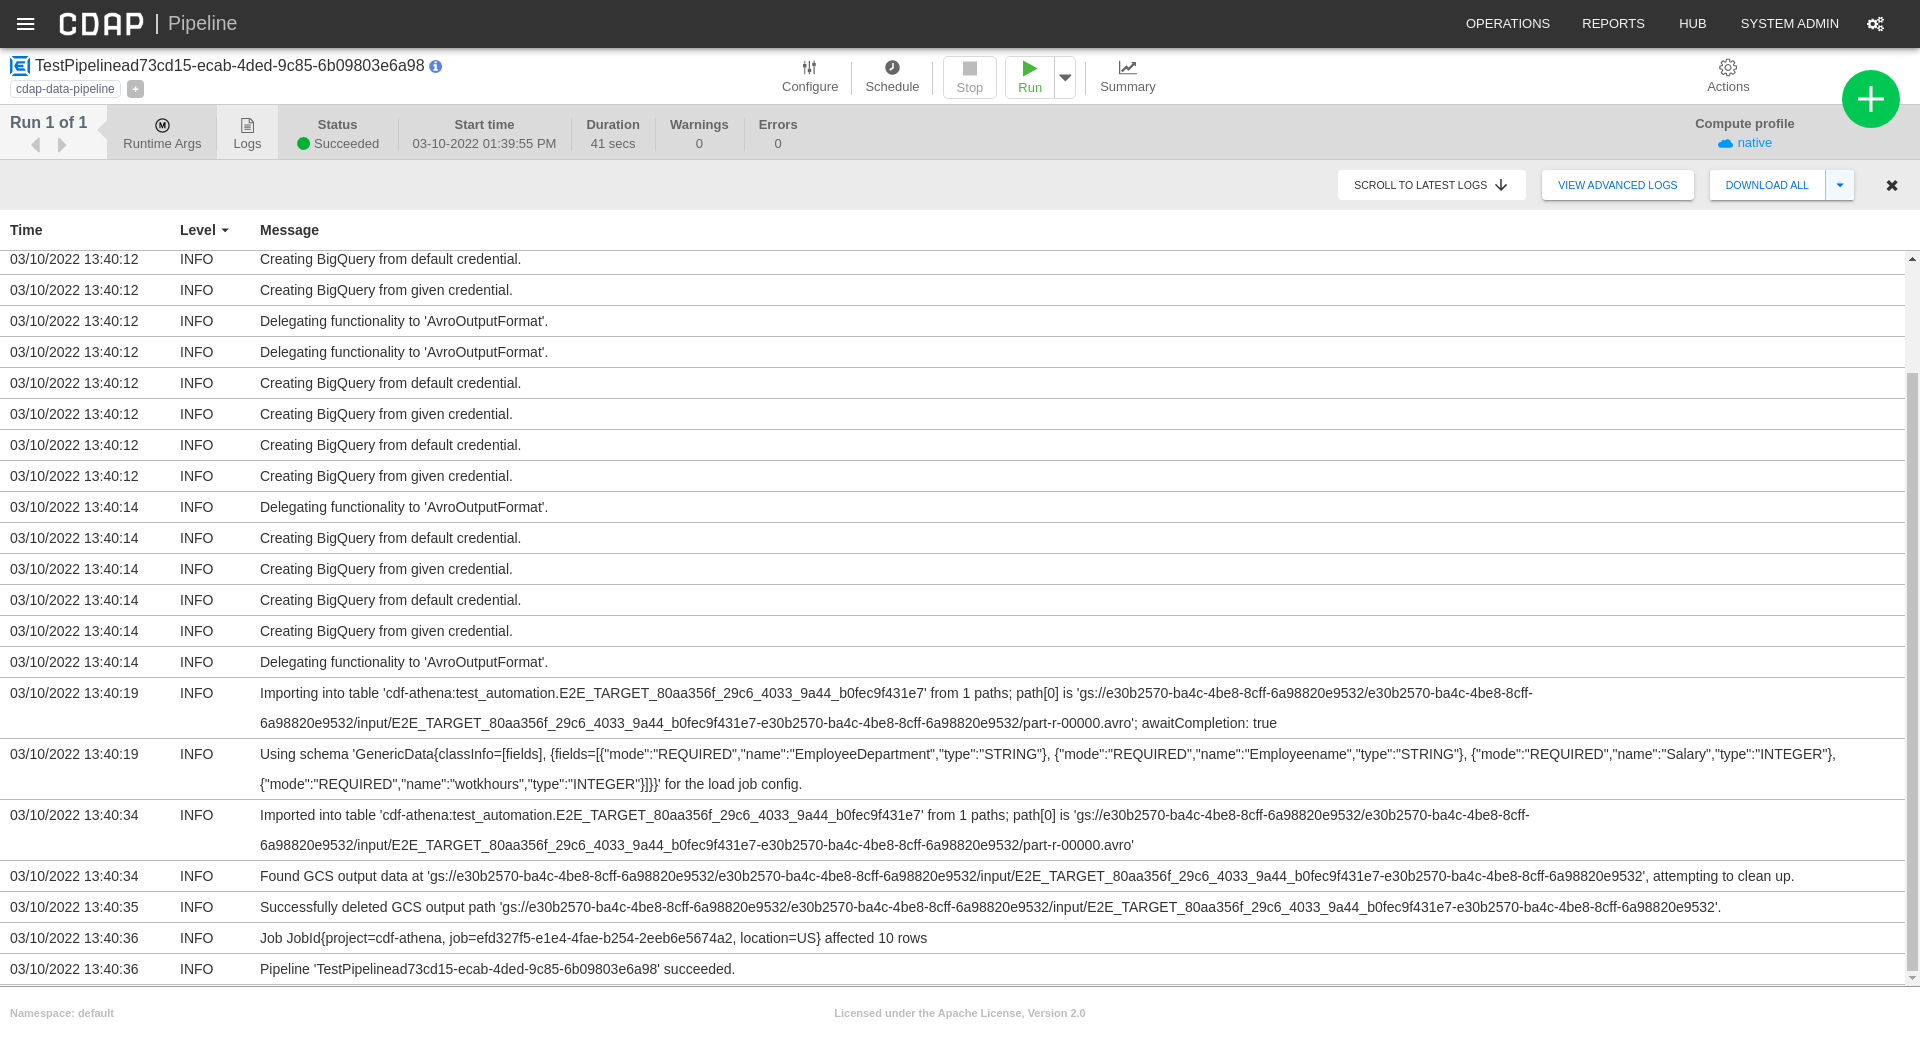 CDAP | Pipeline OPERATIONS REPORTS HUB SYSTEM ADMIN
TestPipelinead73cd15-ecab-4ded-9c85-6b09803e6a98
cdap-data-pipeline +
Configure Schedule Stop Run Summary Actions
Run 1 of 1
Runtime Args
Logs
Status
Succeeded
Start time
03-10-2022 01:39:55 PM
Duration
41 secs
Warnings
0
Errors
0
Compute profile
native
SCROLL TO LATEST LOGS VIEW ADVANCED LOGS DOWNLOAD ALL
Time Level Message
03/10/2022 13:40:12 INFO Creating BigQuery from default credential.
03/10/2022 13:40:12 INFO Creating BigQuery from given credential.
03/10/2022 13:40:12 INFO Delegating functionality to 'AvroOutputFormat'.
03/10/2022 13:40:12 INFO Delegating functionality to 'AvroOutputFormat'.
03/10/2022 13:40:12 INFO Creating BigQuery from default credential.
03/10/2022 13:40:12 INFO Creating BigQuery from given credential.
03/10/2022 13:40:12 INFO Creating BigQuery from default credential.
03/10/2022 13:40:12 INFO Creating BigQuery from given credential.
03/10/2022 13:40:14 INFO Delegating functionality to 'AvroOutputFormat'.
03/10/2022 13:40:14 INFO Creating BigQuery from default credential.
03/10/2022 13:40:14 INFO Creating BigQuery from given credential.
03/10/2022 13:40:14 INFO Creating BigQuery from default credential.
03/10/2022 13:40:14 INFO Creating BigQuery from given credential.
03/10/2022 13:40:14 INFO Delegating functionality to 'AvroOutputFormat'.
03/10/2022 13:40:19 INFO Importing into table 'cdf-athena:test_automation.E2E_TARGET_80aa356f_29c6_4033_9a44_b0fec9f431e7' from 1 paths; path[0] is 'gs://e30b2570-ba4c-4be8-8cff-6a98820e9532/e30b2570-ba4c-4be8-8cff-
6a98820e9532/input/E2E_TARGET_80aa356f_29c6_4033_9a44_b0fec9f431e7-e30b2570-ba4c-4be8-8cff-6a98820e9532/part-r-00000.avro'; awaitCompletion: true
03/10/2022 13:40:19 INFO Using schema 'GenericData{classInfo=[fields], {fields=[{"mode":"REQUIRED","name":"EmployeeDepartment","type":"STRING"}, {"mode":"REQUIRED","name":"Employeename","type":"STRING"}, {"mode":"REQUIRED","name":"Salary","type":"INTEGER"},
{"mode":"REQUIRED","name":"wotkhours","type":"INTEGER"}]}}' for the load job config.
03/10/2022 13:40:34 INFO Imported into table 'cdf-athena:test_automation.E2E_TARGET_80aa356f_29c6_4033_9a44_b0fec9f431e7' from 1 paths; path[0] is 'gs://e30b2570-ba4c-4be8-8cff-6a98820e9532/e30b2570-ba4c-4be8-8cff-
6a98820e9532/input/E2E_TARGET_80aa356f_29c6_4033_9a44_b0fec9f431e7-e30b2570-ba4c-4be8-8cff-6a98820e9532/part-r-00000.avro'
03/10/2022 13:40:34 INFO Found GCS output data at 'gs://e30b2570-ba4c-4be8-8cff-6a98820e9532/e30b2570-ba4c-4be8-8cff-6a98820e9532/input/E2E_TARGET_80aa356f_29c6_4033_9a44_b0fec9f431e7-e30b2570-ba4c-4be8-8cff-6a98820e9532', attempting to clean up.
03/10/2022 13:40:35 INFO Successfully deleted GCS output path 'gs://e30b2570-ba4c-4be8-8cff-6a98820e9532/e30b2570-ba4c-4be8-8cff-6a98820e9532/input/E2E_TARGET_80aa356f_29c6_4033_9a44_b0fec9f431e7-e30b2570-ba4c-4be8-8cff-6a98820e9532'.
03/10/2022 13:40:36 INFO Job JobId{project=cdf-athena, job=efd327f5-e1e4-4fae-b254-2eeb6e5674a2, location=US} affected 10 rows
03/10/2022 13:40:36 INFO Pipeline 'TestPipelinead73cd15-ecab-4ded-9c85-6b09803e6a98' succeeded.
Namespace: default Licensed under the Apache License, Version 2.0